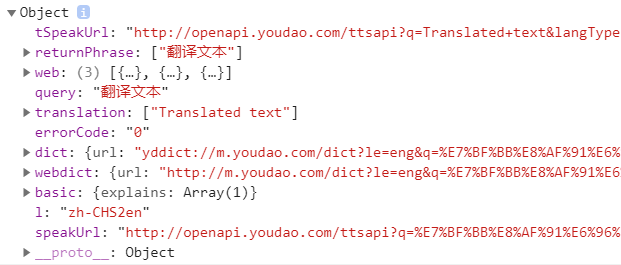 Object i
tSpeakUrl: "http://openapi.youdao.com/ttsapi?q=Translated+text&langType
returnPhrase: ["翻译文本"]
web: (3) [{…}, {…}, {…}]
query: "翻译文本"
translation: ["Translated text"]
errorCode: "0"
dict: {url: "yddict://m.youdao.com/dict?le=eng&q=%E7%BF%BB%E8%AF%91%E6%
webdict: {url: "http://m.youdao.com/dict?le=eng&q=%E7%BF%BB%E8%AF%91%E6%
basic: {explains: Array(1)}
l: "zh-CHS2en"
speakUrl: "http://openapi.youdao.com/ttsapi?q=%E7%BF%BB%E8%AF%91%E6%96%
__proto__: Object